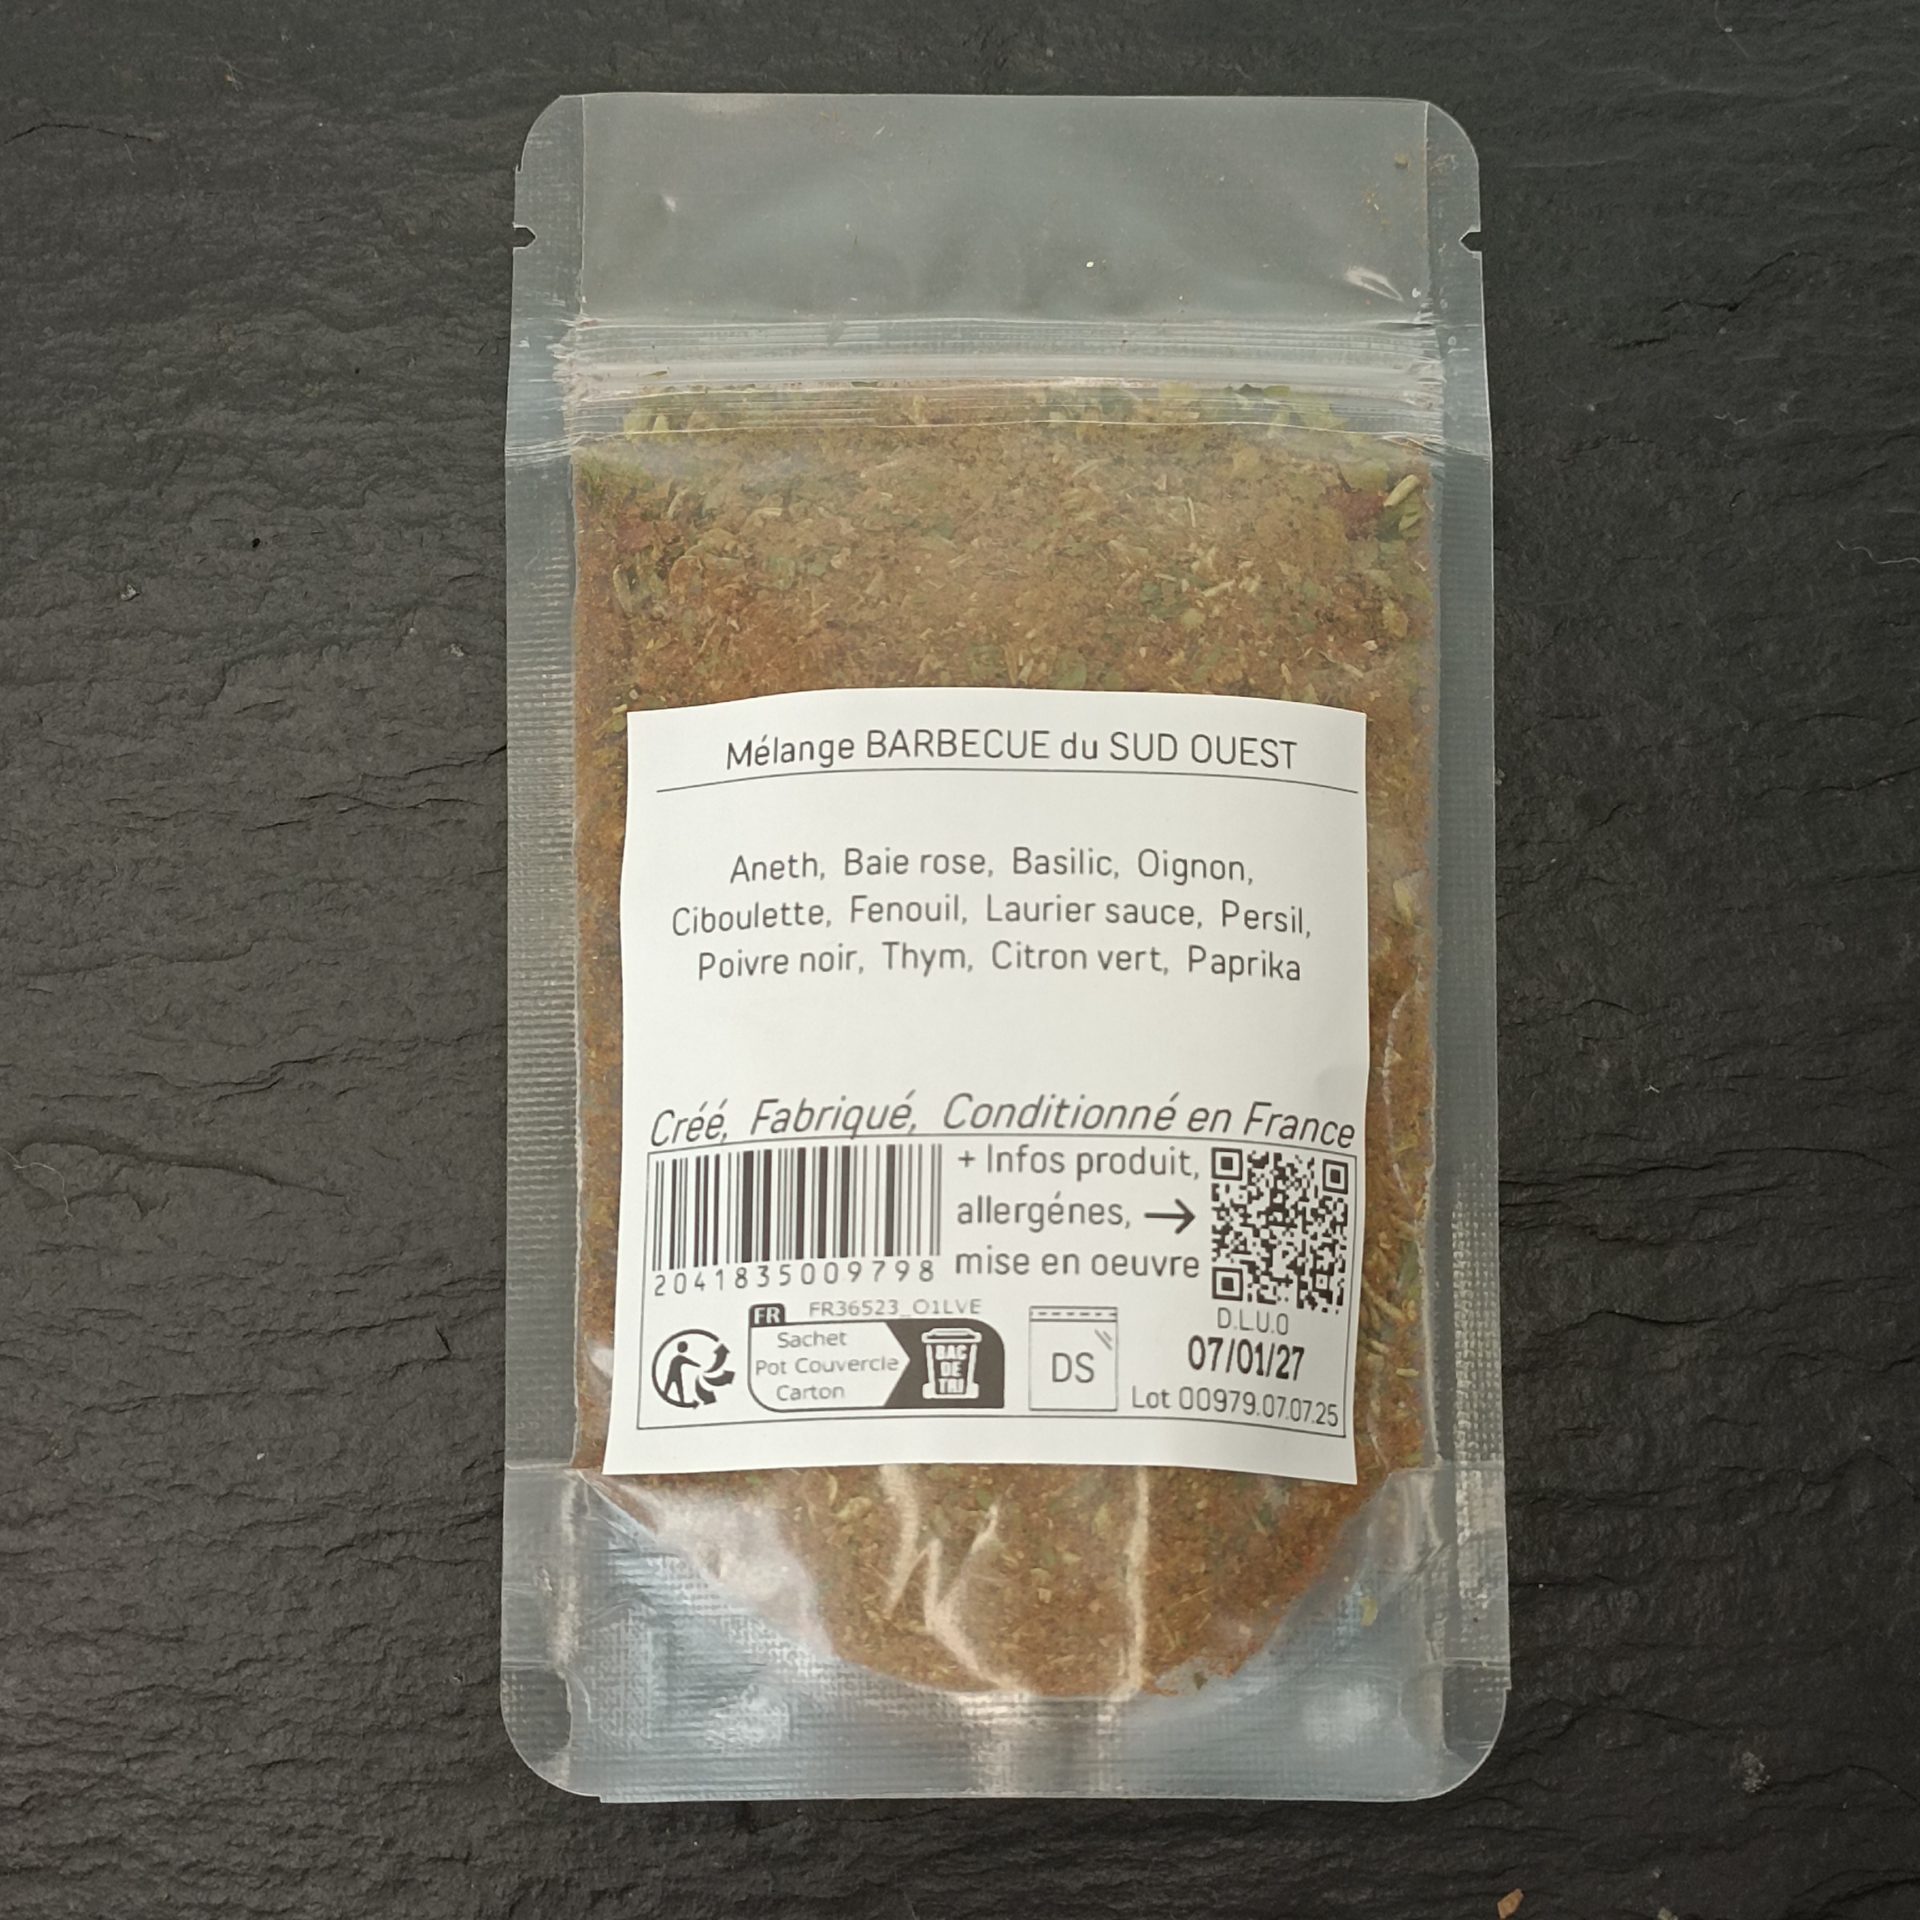 Mélange BARBECUE du SUD OUEST
Aneth, Baie rose, Basilic, Oignon,
Ciboulette, Fenouil, Laurier sauce, Persil,
Poivre noir, Thym, Citron vert, Paprika
Créé, Fabriqué, Conditionné en France
+ Infos produit,
allergénes, →
mise en oeuvre
2041835009798
FR FR36523_01LVE
Sachet
Pot Couvercle
Carton
BAC
DE
TRI
DS
D.L.U.O
07/01/27
Lot 00979.07.07.25